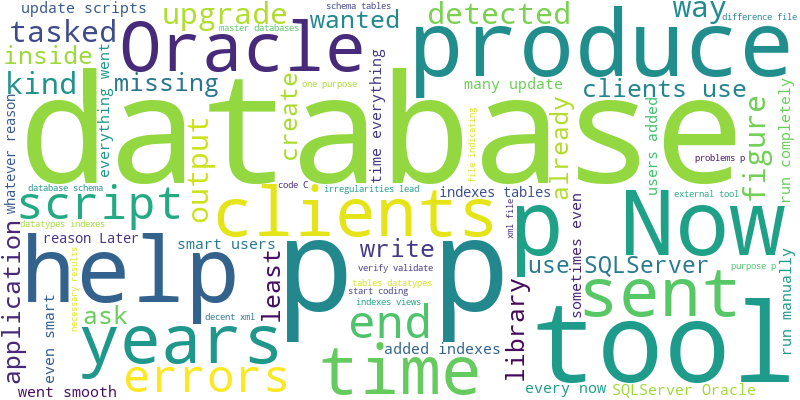 update scripts
schema tables
master databases
difference file
tasked
upgrade
wanted
detected
way
Oracle
produce
inside
kind
missing
everything went
time everything
one purpose
many update
clients use
database
Whatever reason
output
create
file indicating
already
users added
problems p
figure
run completely
database schema
code C
irregularities lead
indexes tables
external tool
script
clients
p
Now
datatypes indexes
reason Later
smart users
write
xml file
sometimes even
help
p
p
use SQLServer
purpose p
application
necessary results
least
verify validate
tables datatypes
start coding
indexes views
library
sent
tool
run manually
even smart
ask
decent xml
end
years
added indexes
errors
time
went smooth
every now
SQLServer Oracle